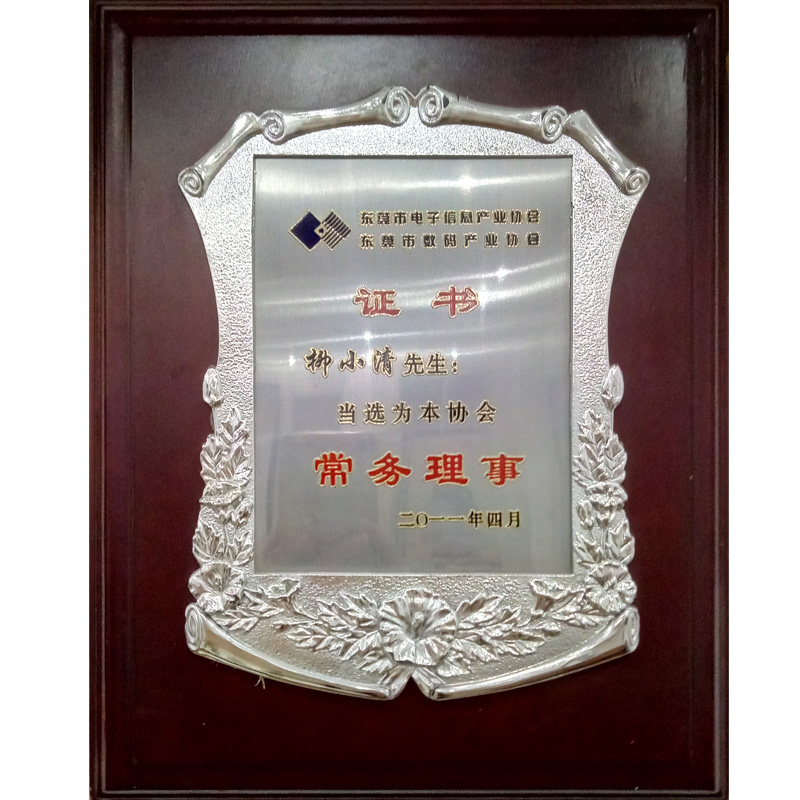 东莞市电子信息产业协会
东莞市数码产业协会
证书
柳小清先生：
当选为本协会
常务理事
二〇一一年四月